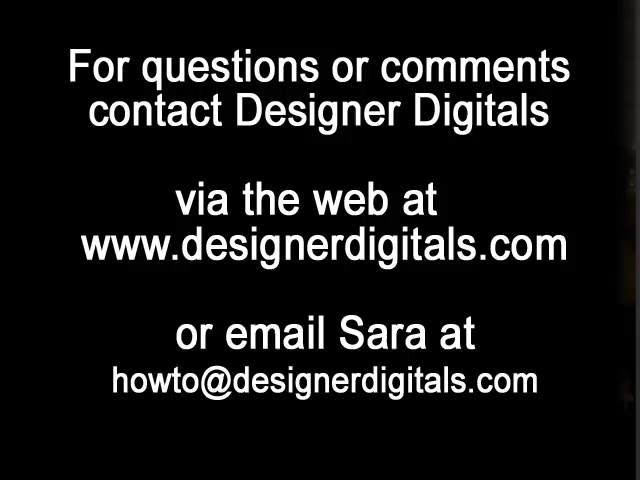 For questions or comments
contact Designer Digitals
via the web at
www.designerdigitals.com
or email Sara at
howto@designerdigitals.com